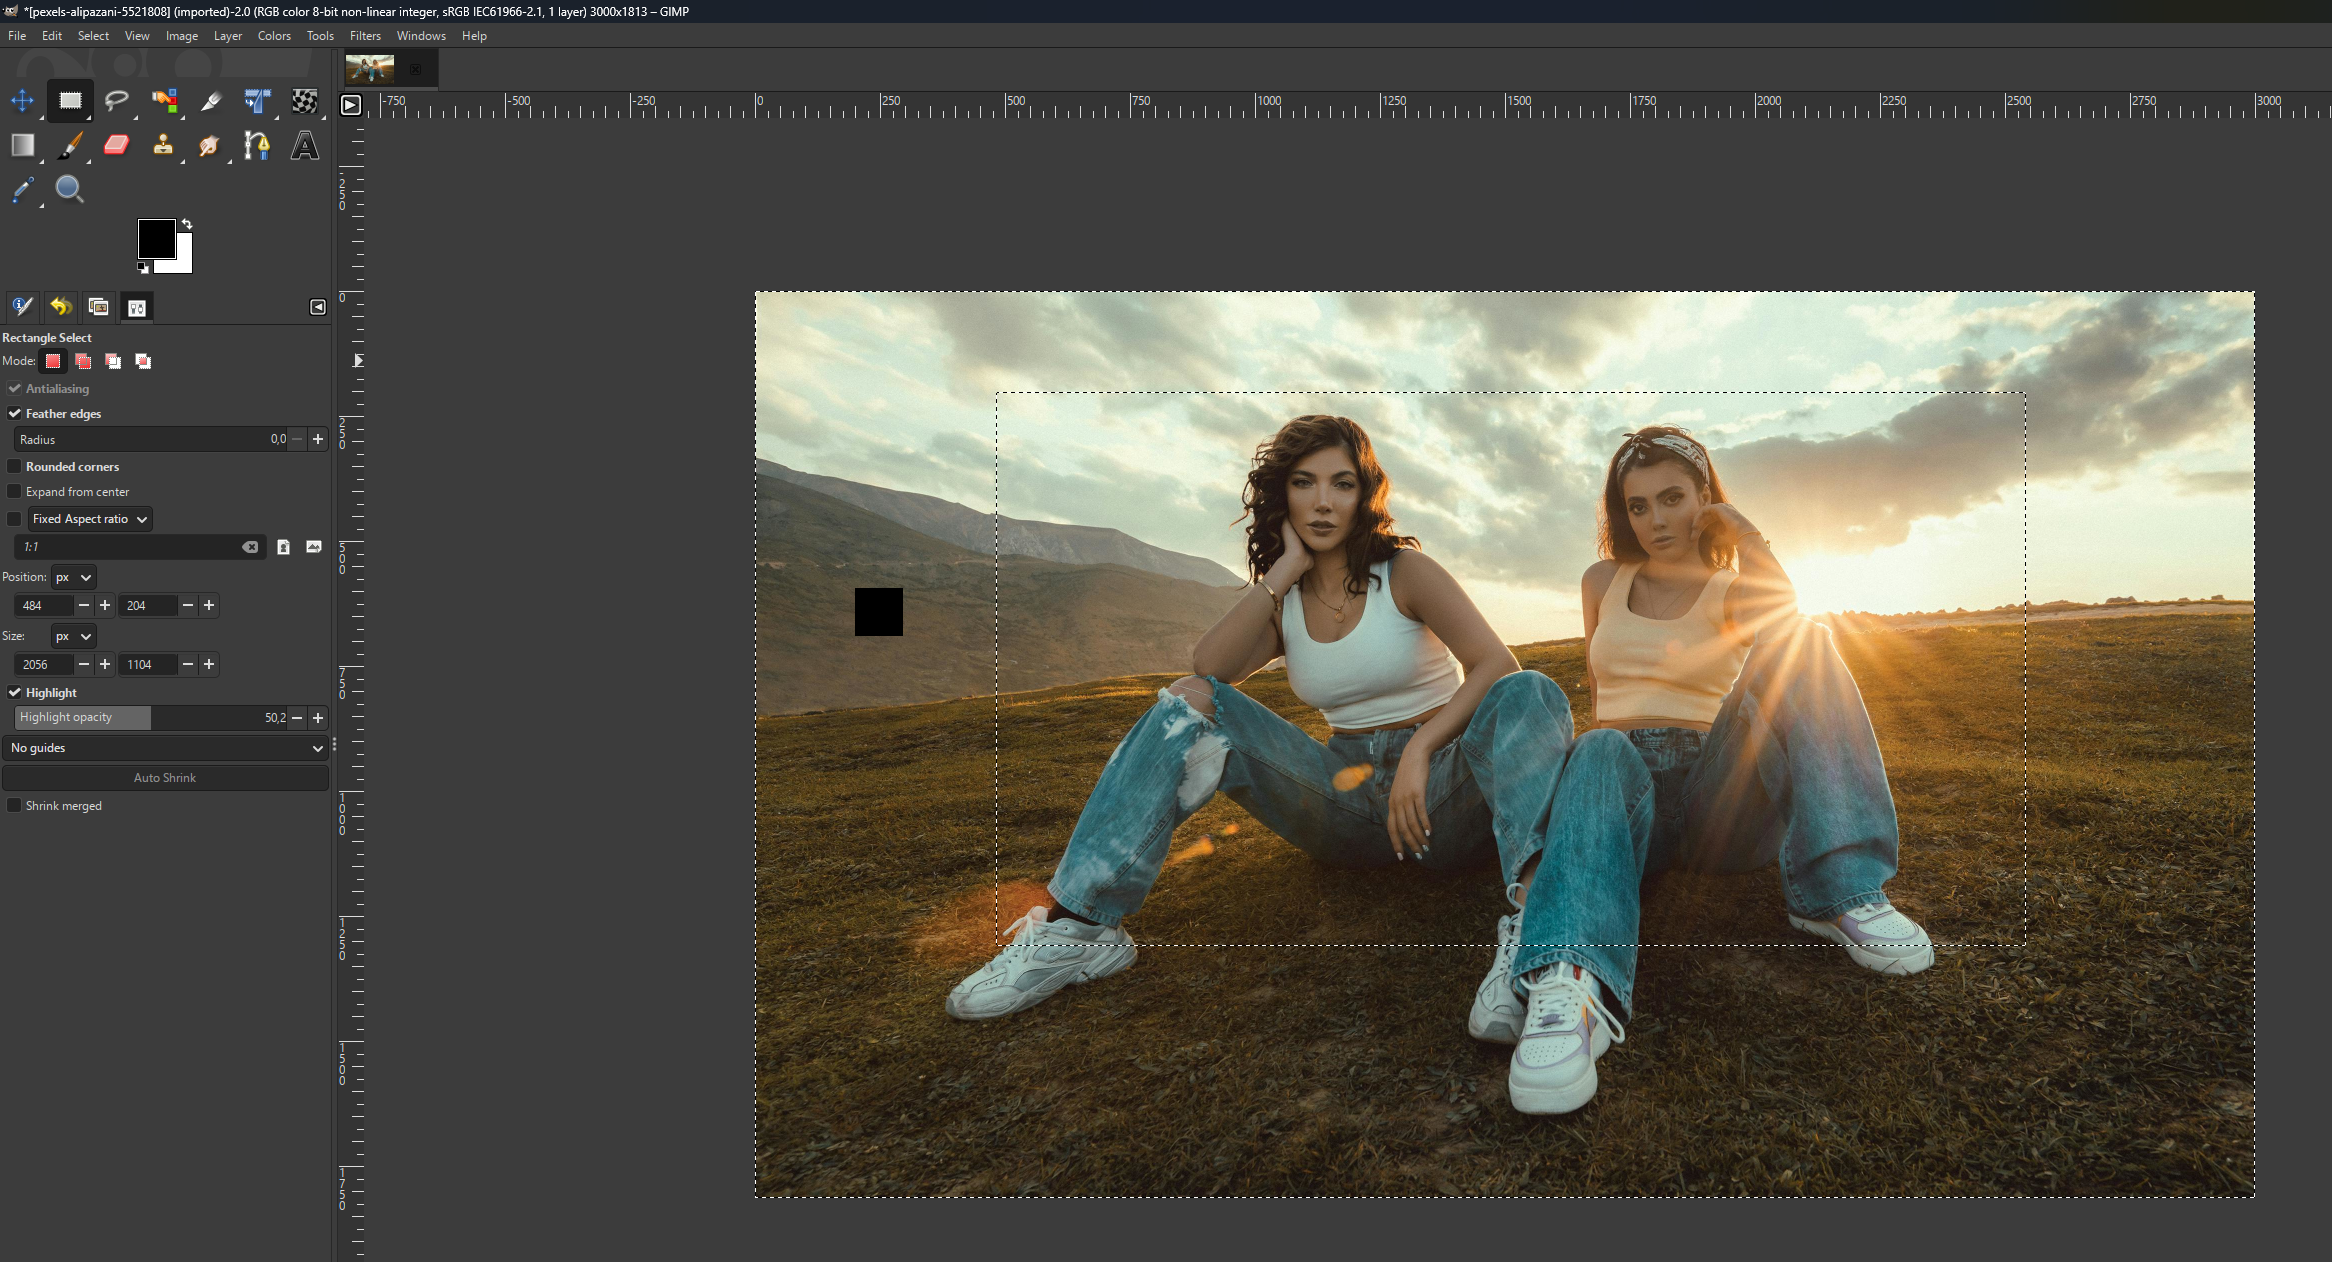 *[pexels-alipazani-5521808] (imported)-2.0 (RGB color 8-bit non-linear integer, sRGB IEC61966-2.1, 1 layer) 3000x1813 – GIMP
File Edit Select View Image Layer Colors Tools Filters Windows Help
-750 -500 -250 0 250 500 750 1000 1250 1500 1750 2000 2250 2500 2750 3000
-250
0
250
500
750
1000
1250
1500
1750
Rectangle Select
Mode:
Antialiasing
Feather edges
Radius 0,0
Rounded corners
Expand from center
Fixed Aspect ratio
1:1
Position: px
484 204
Size: px
2056 1104
Highlight
Highlight opacity 50,2
No guides
Auto Shrink
Shrink merged